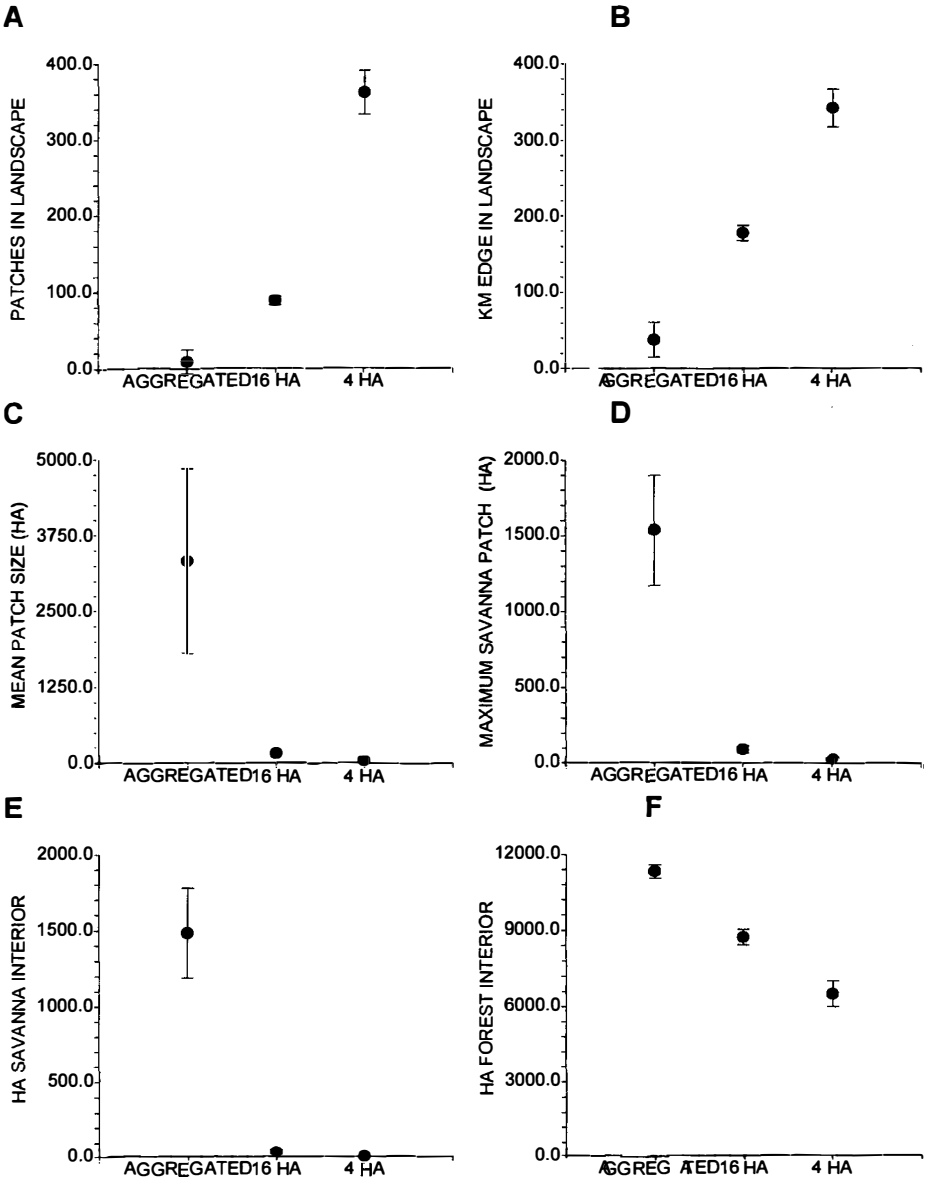 A
PATCHES IN LANDSCAPE
400.0
300.0
200.0
100.0
0.0
AGGREGATED 16 HA 4 HA
B
KM EDGE IN LANDSCAPE
400.0
300.0
200.0
100.0
0.0
AGGREGATED 16 HA 4 HA
C
MEAN PATCH SIZE (HA)
5000.0
3750.0
2500.0
1250.0
0.0
AGGREGATED 16 HA 4 HA
D
MAXIMUM SAVANNA PATCH (HA)
2000.0
1500.0
1000.0
500.0
0.0
AGGREGATED 16 HA 4 HA
E
HA SAVANNA INTERIOR
2000.0
1500.0
1000.0
500.0
0.0
AGGREGATED 16 HA 4 HA
F
HA FOREST INTERIOR
12000.0
9000.0
6000.0
3000.0
0.0
AGGREGATED 16 HA 4 HA